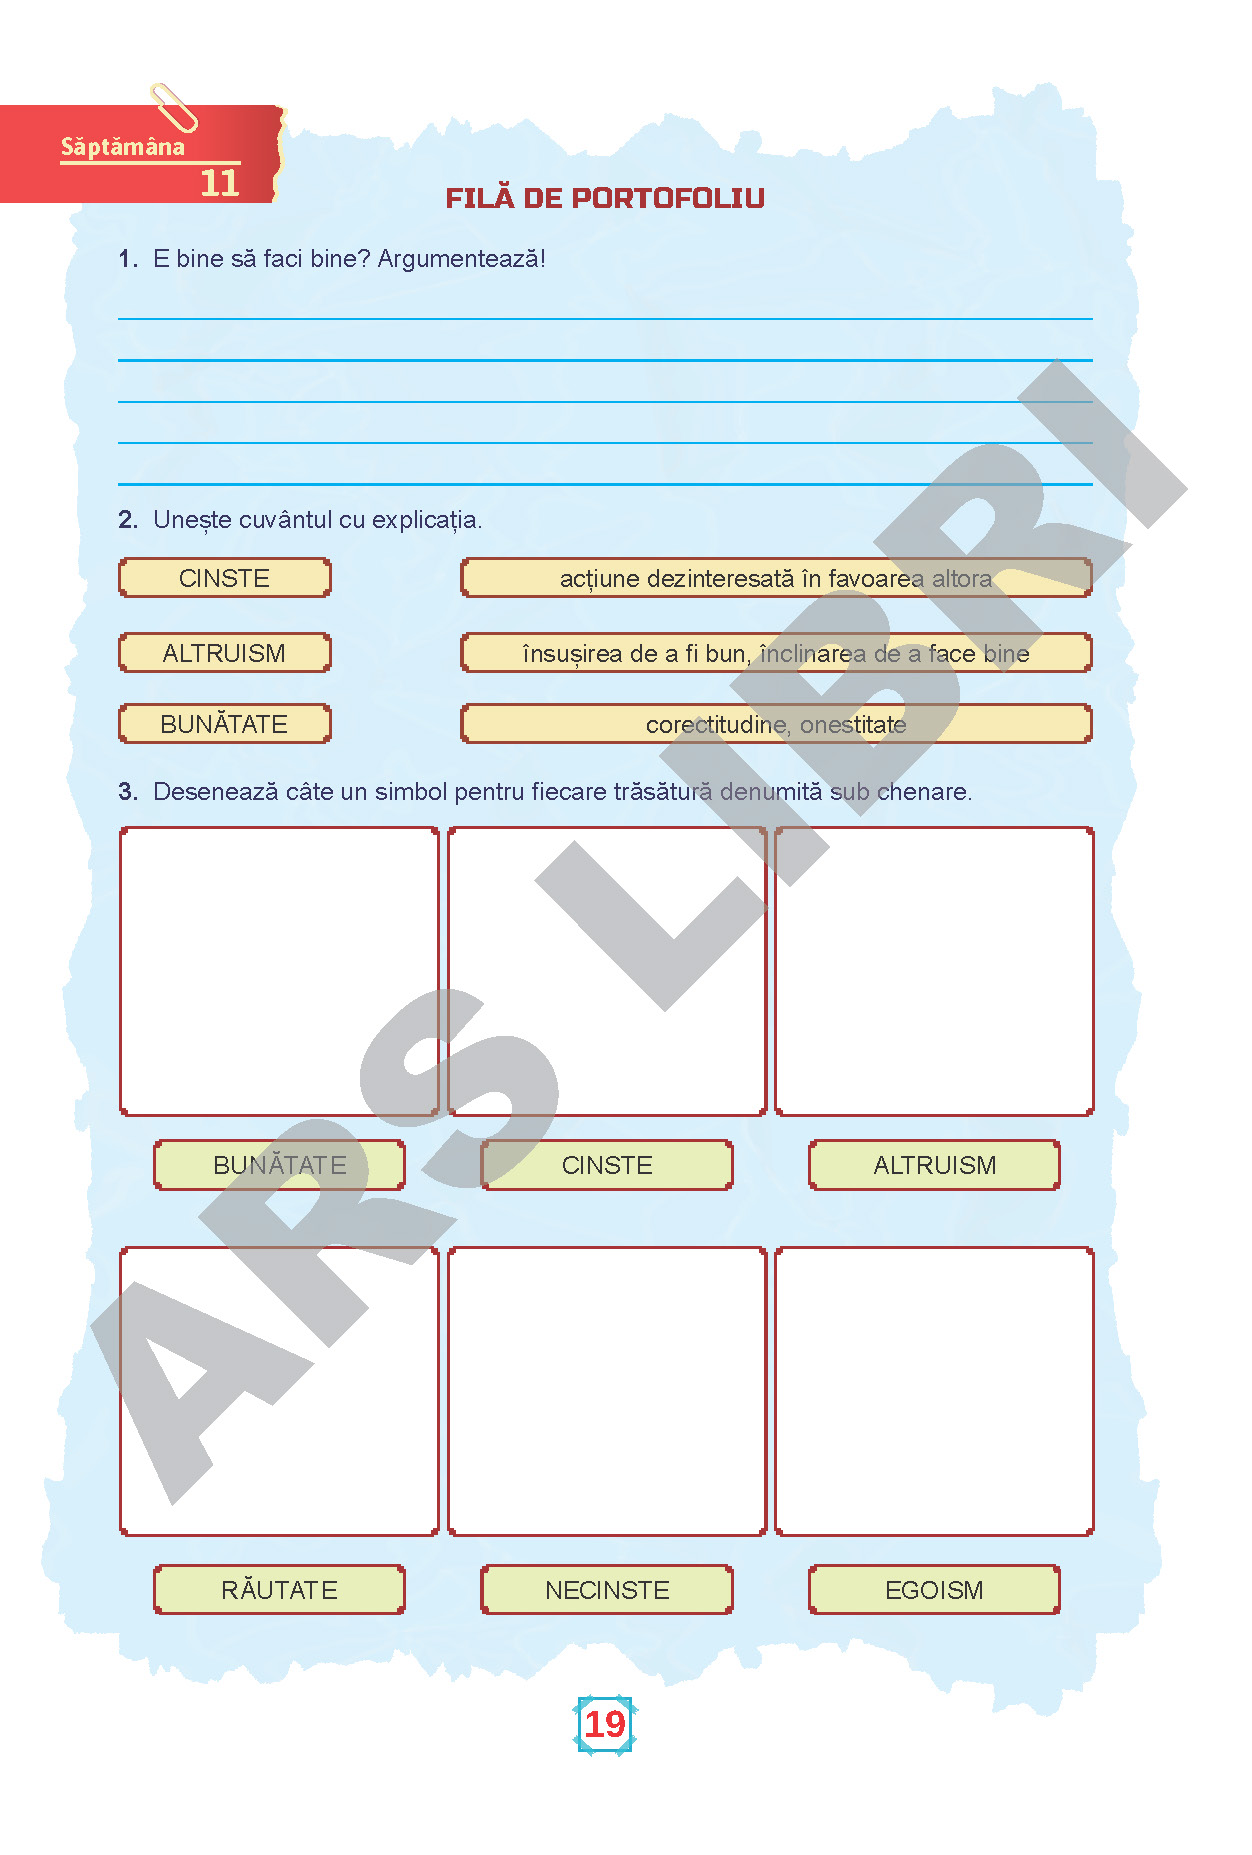 Săptămâna
11
FILĂ DE PORTOFOLIU
1. E bine să faci bine? Argumentează!
2. Unește cuvântul cu explicația.
CINSTE
acțiune dezinteresată în favoarea altora
ALTRUISM
însușirea de a fi bun, înclinarea de a face bine
BUNĂTATE
corectitudine, onestitate
3. Desenează câte un simbol pentru fiecare trăsătură denumită sub chenare.
BUNĂTATE
CINSTE
ALTRUISM
RĂUTATE
NECINSTE
EGOISM
19
ARS LIBRI